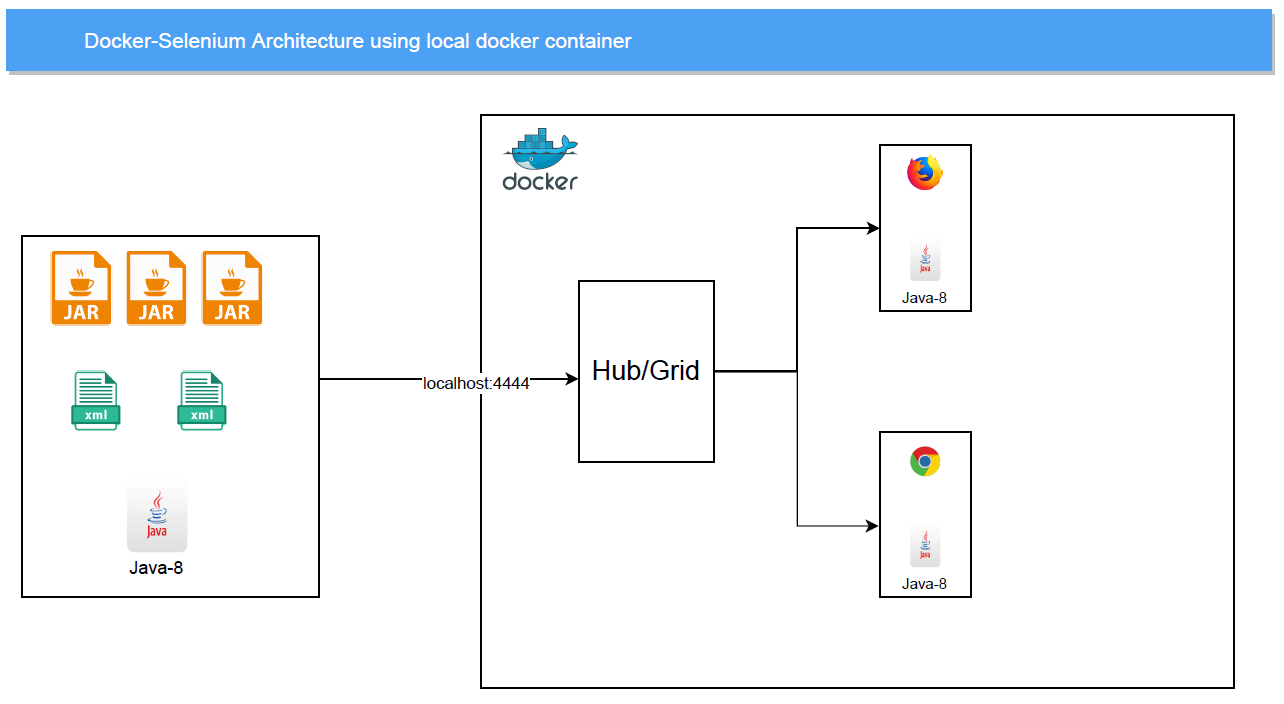 Docker-Selenium Architecture using local docker container
docker
JAR JAR JAR
xml xml
Java
Java-8
localhost:4444
Hub/Grid
Java
Java-8
Java
Java-8